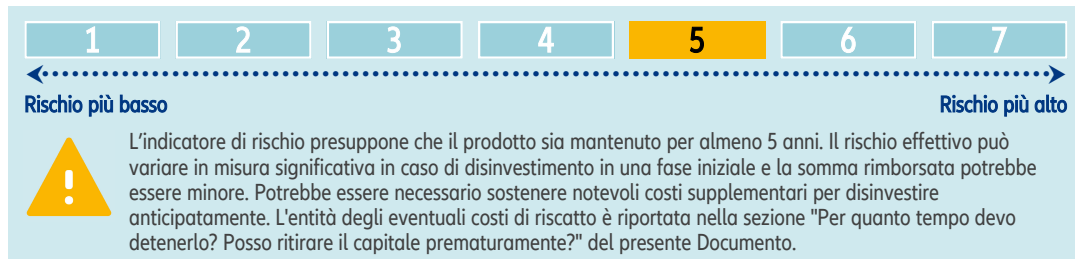 1 2 3 4 5 6 7
Rischio più basso Rischio più alto
L'indicatore di rischio presuppone che il prodotto sia mantenuto per almeno 5 anni. Il rischio effettivo può
variare in misura significativa in caso di disinvestimento in una fase iniziale e la somma rimborsata potrebbe
essere minore. Potrebbe essere necessario sostenere notevoli costi supplementari per disinvestire
anticipatamente. L'entità degli eventuali costi di riscatto è riportata nella sezione "Per quanto tempo devo
detenerlo? Posso ritirare il capitale prematuramente?" del presente Documento.